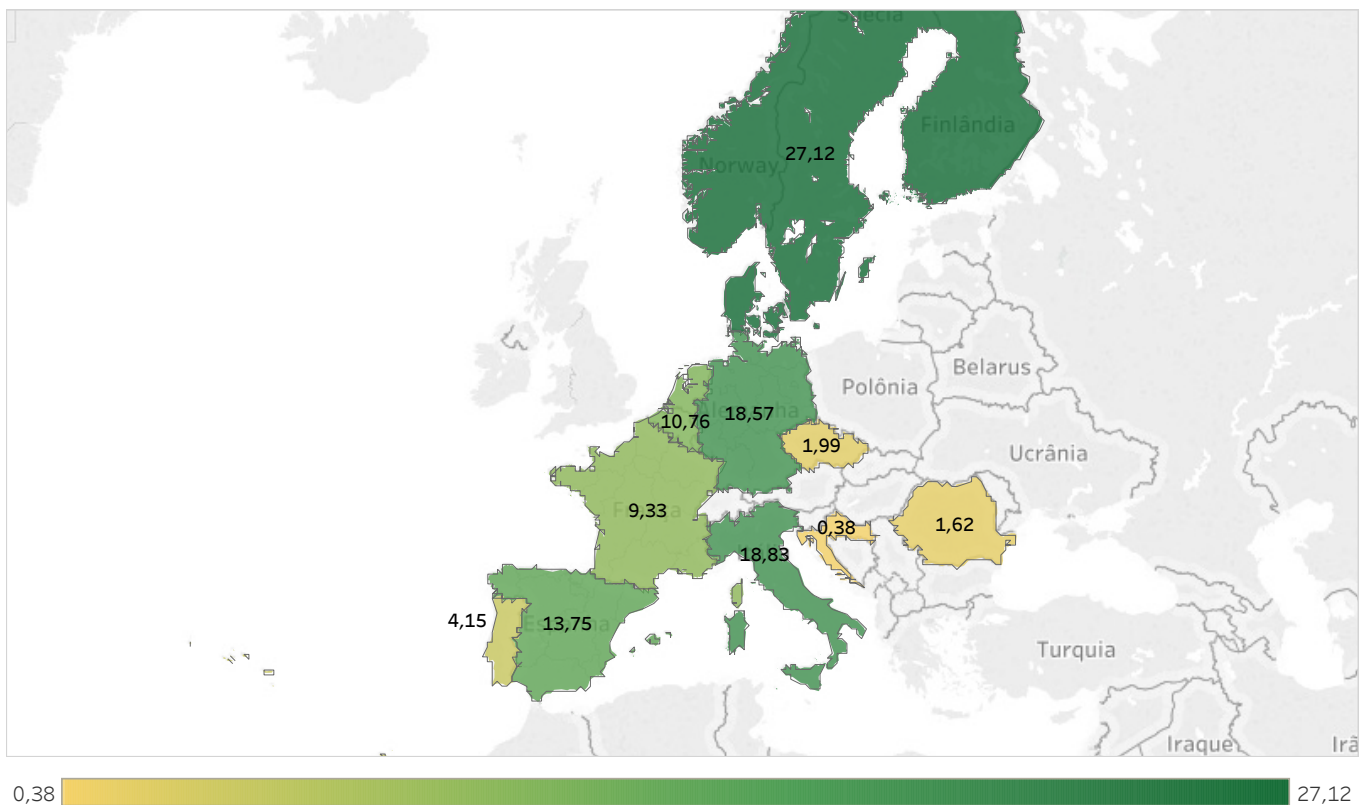 Suécia
Finlândia
Norway
27,12
Belarus
Polônia
10,76
18,57
1,99
Ucrânia
9,33
0,38
1,62
18,83
4,15
13,75
Turquia
Iraque
Irã
0,38
27,12